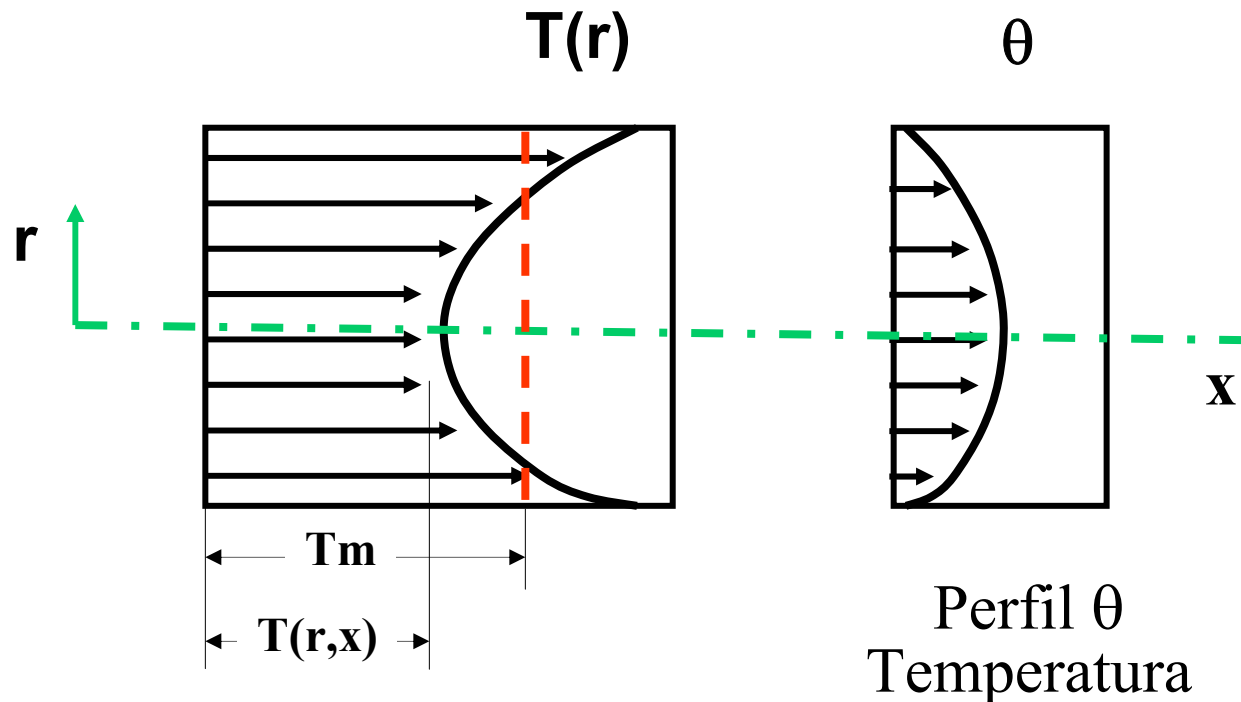 T(r)
θ
r
x
Tm
T(r,x)
Perfil θ
Temperatura